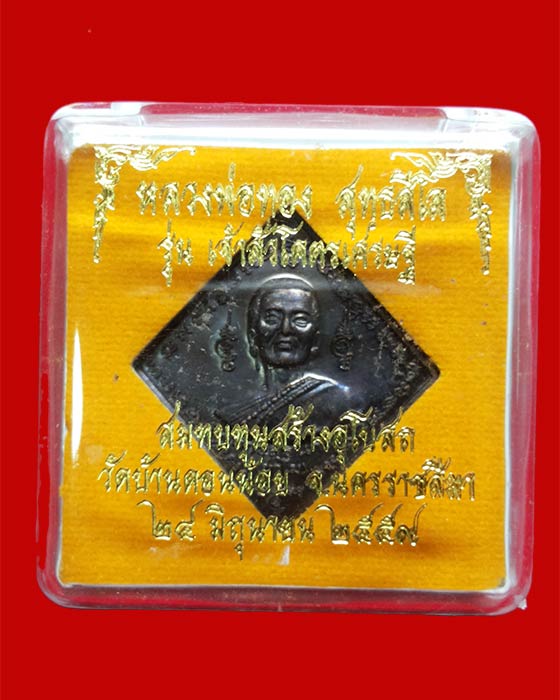 หลวงพ่อทอง สุทธสีโล
รุ่น เจ้าสัวโคตรเศรษฐี
สมทบทุนสร้างอุโบสถ
วัดบ้านดอนน้อย จ.นครราชสีมา
๒๔ มิถุนายน ๒๕๕๙